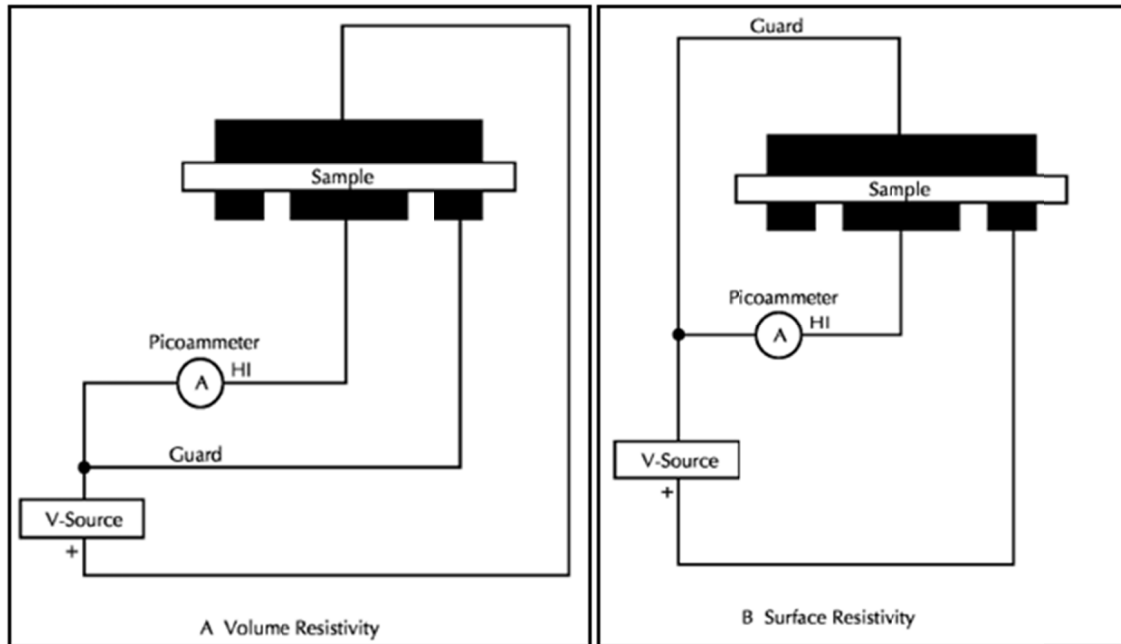 Sample
Picoammeter
HI
A
Guard
V-Source
+
A Volume Resistivity
Guard
Sample
Picoammeter
HI
A
V-Source
+
B Surface Resistivity